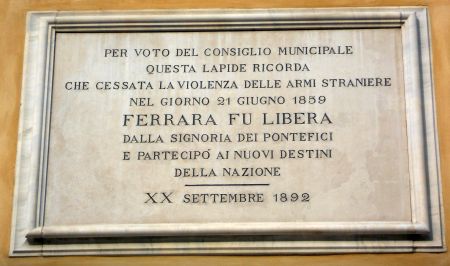 PER VOTO DEL CONSIGLIO MUNICIPALE
QUESTA LAPIDE RICORDA
CHE CESSATA LA VIOLENZA DELLE ARMI STRANIERE
NEL GIORNO 21 GIUGNO 1859
FERRARA FU LIBERA
DALLA SIGNORIA DEI PONTEFICI
E PARTECIPÒ AI NUOVI DESTINI
DELLA NAZIONE
XX SETTEMBRE 1892